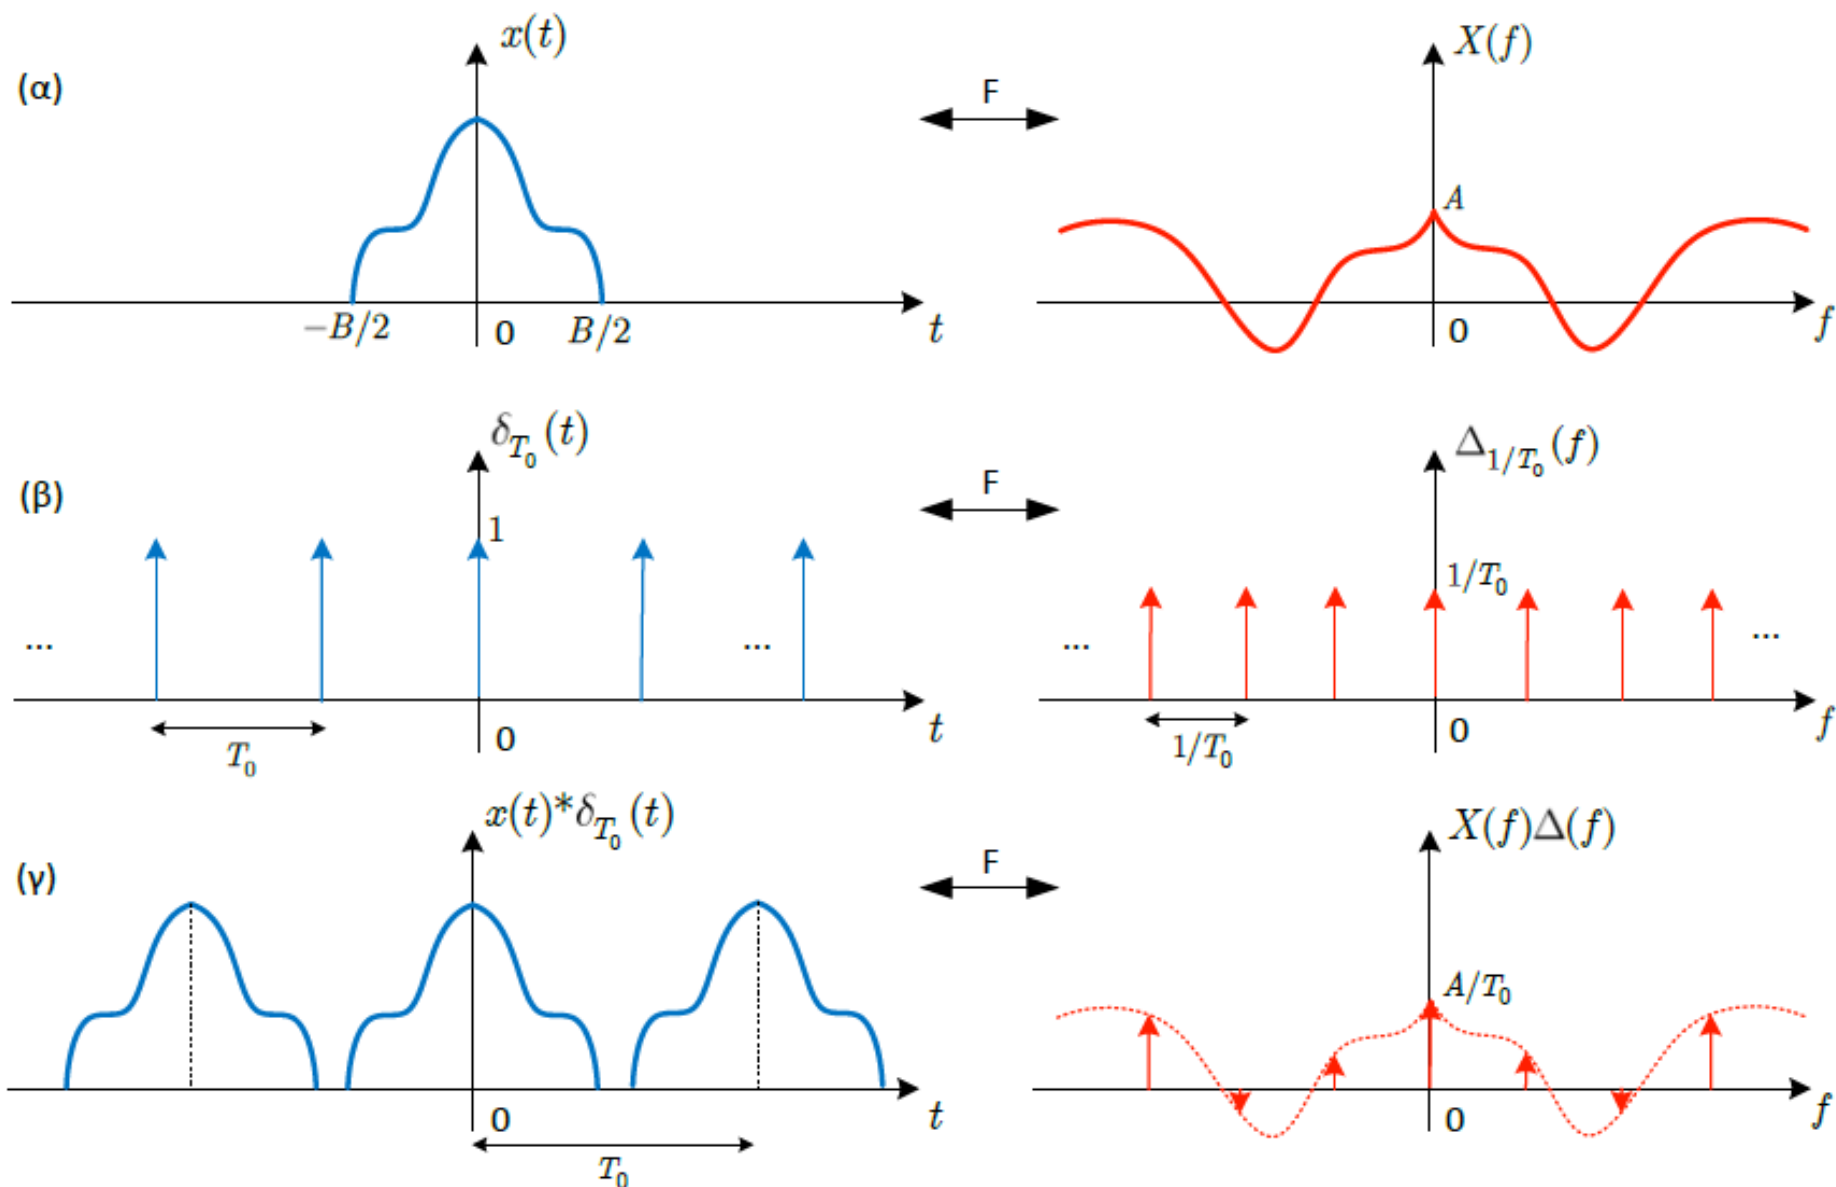 x(t)
X(f)
(α)
F
A
−B/2
0
B/2
t
0
f
δ_{T_0}(t)
Δ_{1/T_0}(f)
(β)
F
1
1/T_0
...
...
...
...
T_0
0
t
1/T_0
0
f
x(t)*δ_{T_0}(t)
X(f)Δ(f)
(γ)
F
A/T_0
0
t
0
f
T_0